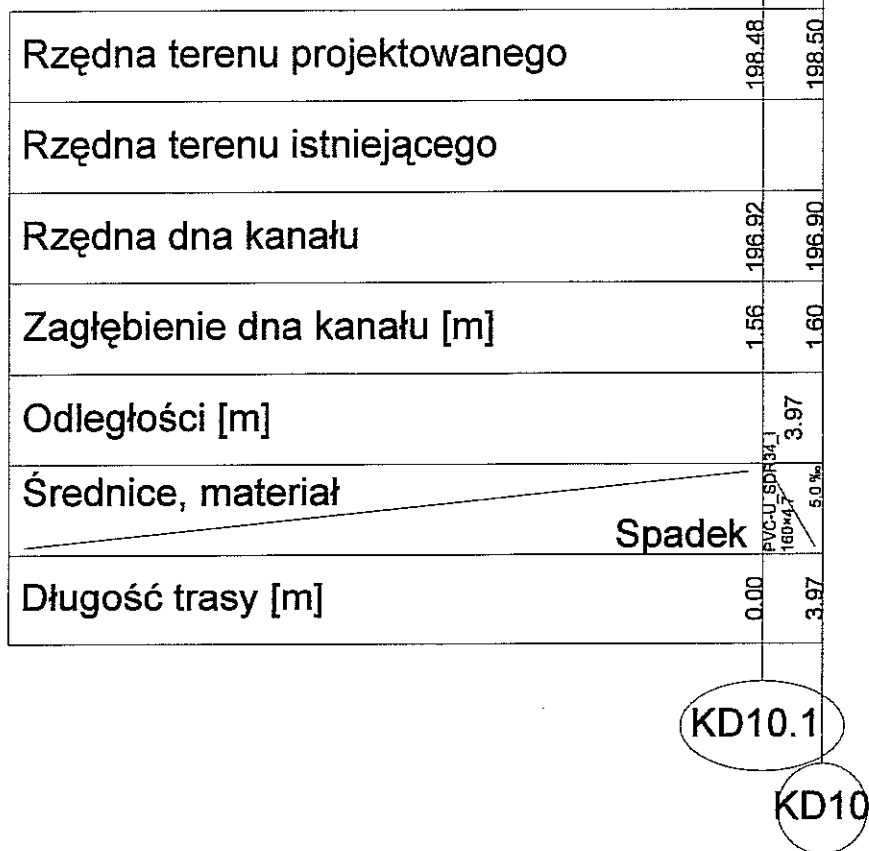 Rzędna terenu projektowanego 198.48 198.50
Rzędna terenu istniejącego
Rzędna dna kanału 196.92 196.90
Zagłębienie dna kanału [m] 1.56 1.60
Odległości [m] 3.97
Średnice, materiał
Spadek
PVC-U_SDR34_
160×4.7
5.0 ‰
Długość trasy [m] 0.00 3.97
KD10.1
KD10